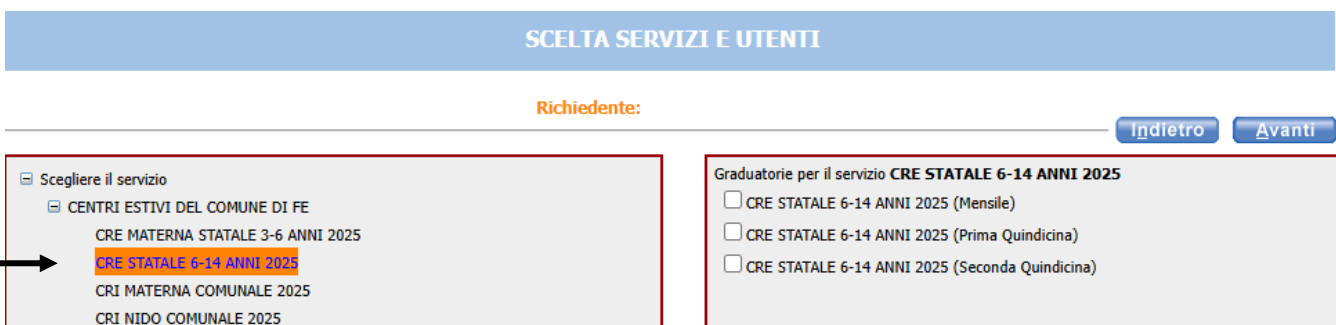 SCELTA SERVIZI E UTENTI
Richiedente:
Indietro
Avanti
Scegliere il servizio
CENTRI ESTIVI DEL COMUNE DI FE
CRE MATERNA STATALE 3-6 ANNI 2025
CRE STATALE 6-14 ANNI 2025
CRI MATERNA COMUNALE 2025
CRI NIDO COMUNALE 2025
Graduatorie per il servizio CRE STATALE 6-14 ANNI 2025
CRE STATALE 6-14 ANNI 2025 (Mensile)
CRE STATALE 6-14 ANNI 2025 (Prima Quindicina)
CRE STATALE 6-14 ANNI 2025 (Seconda Quindicina)